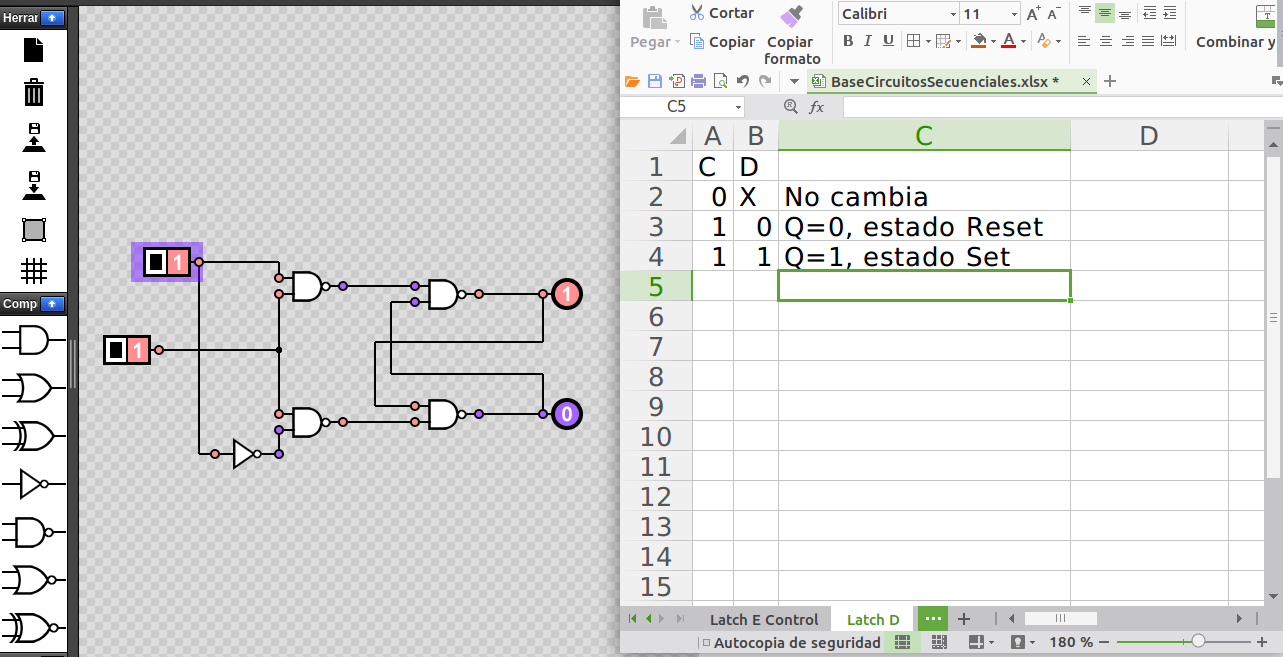 Herrar
Comp
1
1
1
0
Pegar
Cortar
Copiar
Copiar
formato
Calibri
11
A+ A-
B I U
A
Combinar y
BaseCircuitosSecuenciales.xlsx *
C5
fx
A B C D
1 C D
2 0 X No cambia
3 1 0 Q=0, estado Reset
4 1 1 Q=1, estado Set
5
6
7
8
9
10
11
12
13
14
15
Latch E Control
Latch D
Autocopia de seguridad
180 %